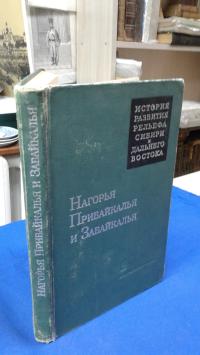 НАГОРЬЯ ПРИБАЙКАЛЬЯ И ЗАБАЙКАЛЬЯ
ИСТОРИЯ
РАЗВИТИЯ
РЕЛЬЕФА
СИБИРИ
И ДАЛЬНЕГО
ВОСТОКА
НАГОРЬЯ
ПРИБАЙКАЛЬЯ
И ЗАБАЙКАЛЬЯ